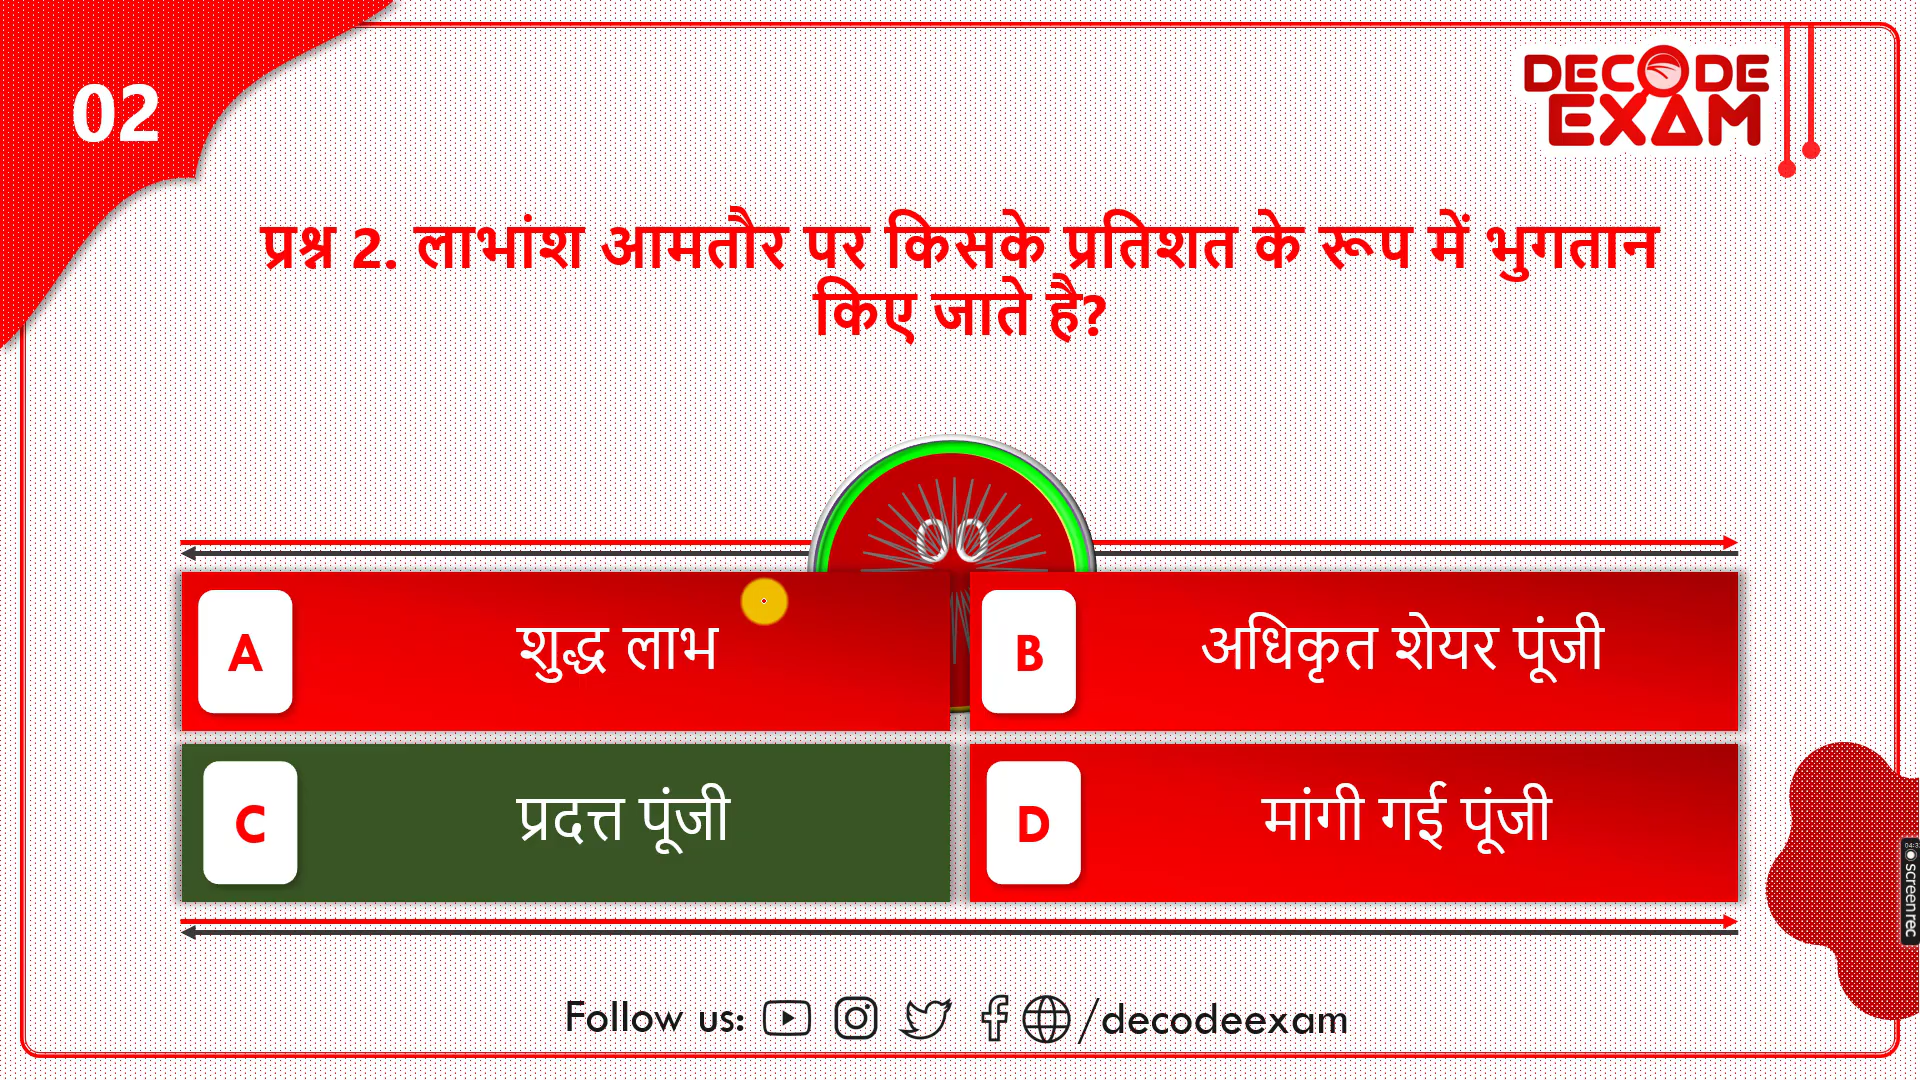 02
DECODE
EXAM
प्रश्न 2. लाभांश आमतौर पर किसके प्रतिशत के रूप में भुगतान
किए जाते है?
00
A
शुद्ध लाभ
B
अधिकृत शेयर पूंजी
C
प्रदत्त पूंजी
D
मांगी गई पूंजी
screenrec
Follow us: /decodeexam